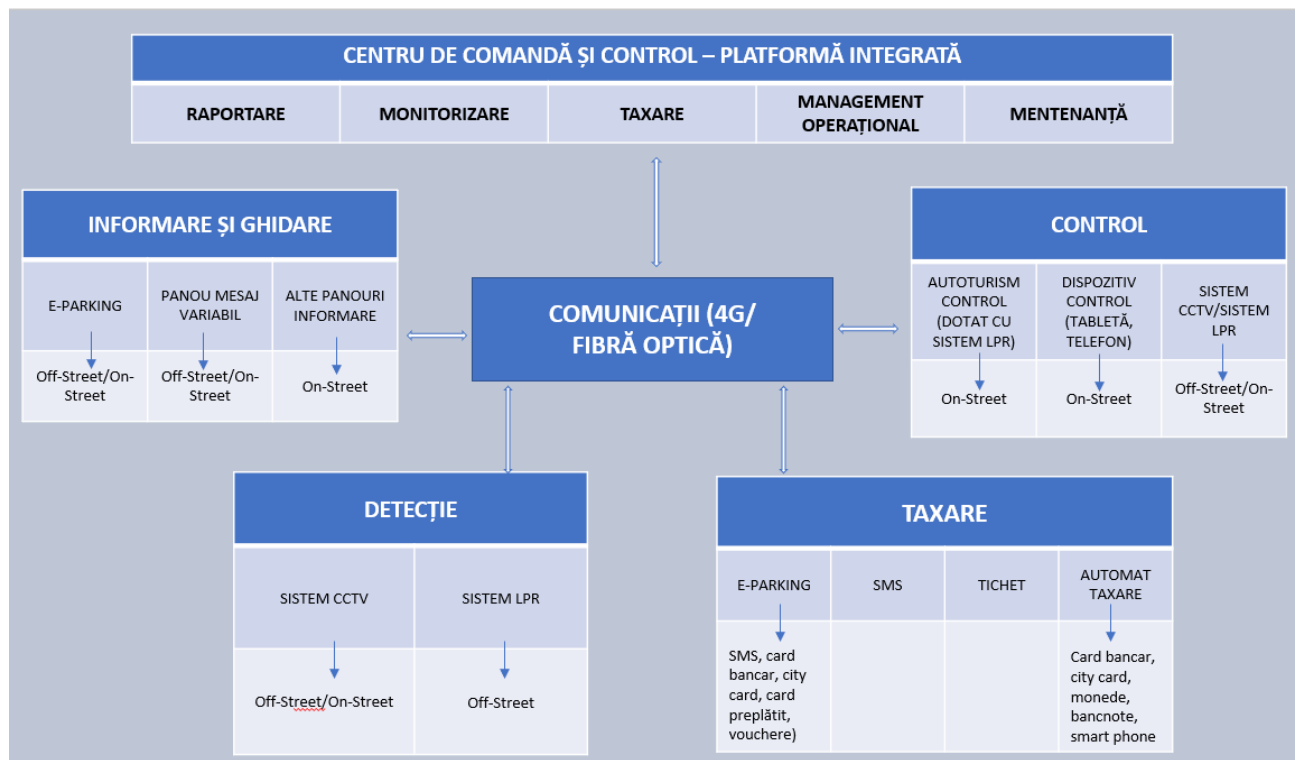 CENTRU DE COMANDĂ ȘI CONTROL – PLATFORMĂ INTEGRATĂ
RAPORTARE
MONITORIZARE
TAXARE
MANAGEMENT
OPERAȚIONAL
MENTENANȚĂ
INFORMARE ȘI GHIDARE
E-PARKING
PANOU MESAJ
VARIABIL
ALTE PANOURI
INFORMARE
Off-Street/On-
Street
Off-Street/On-
Street
On-Street
COMUNICAȚII (4G/
FIBRĂ OPTICĂ)
CONTROL
AUTOTURISM
CONTROL
(DOTAT CU
SISTEM LPR)
DISPOZITIV
CONTROL
(TABLETĂ,
TELEFON)
SISTEM
CCTV/SISTEM
LPR
On-Street
On-Street
Off-Street/On-
Street
DETECȚIE
SISTEM CCTV
SISTEM LPR
Off-Street/On-Street
Off-Street
TAXARE
E-PARKING
SMS
TICHET
AUTOMAT
TAXARE
SMS, card
bancar, city
card, card
preplătit,
vouchere)
Card bancar,
city card,
monede,
bancnote,
smart phone